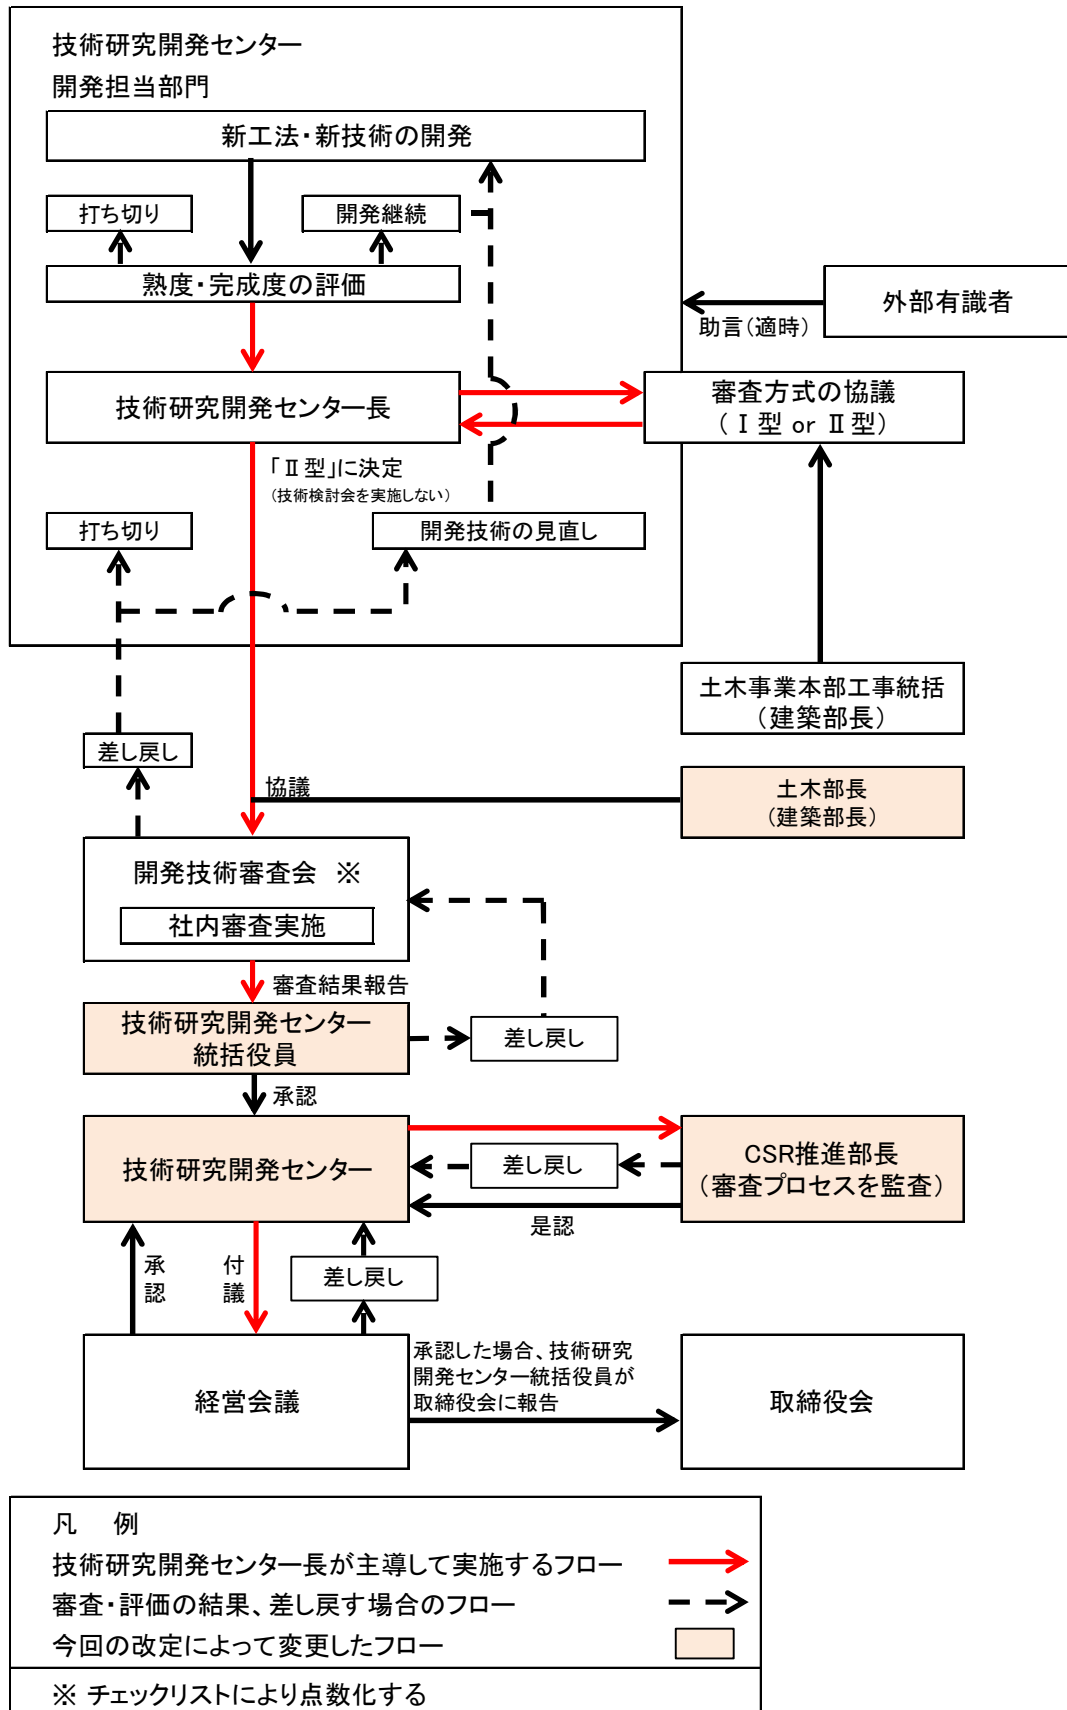 技術研究開発センター
開発担当部門
新工法・新技術の開発
打ち切り
開発継続
熟度・完成度の評価
外部有識者
助言（適時）
技術研究開発センター長
審査方式の協議
（Ⅰ型 or Ⅱ型）
「Ⅱ型」に決定
（技術検討会を実施しない）
打ち切り
開発技術の見直し
土木事業本部工事統括
（建築部長）
差し戻し
協議
土木部長
（建築部長）
開発技術審査会 ※
社内審査実施
審査結果報告
技術研究開発センター
統括役員
差し戻し
承認
技術研究開発センター
差し戻し
CSR推進部長
（審査プロセスを監査）
是認
承認
付議
差し戻し
経営会議
承認した場合、技術研究
開発センター統括役員が
取締役会に報告
取締役会
凡 例
技術研究開発センター長が主導して実施するフロー
審査・評価の結果、差し戻す場合のフロー
今回の改定によって変更したフロー
※ チェックリストにより点数化する